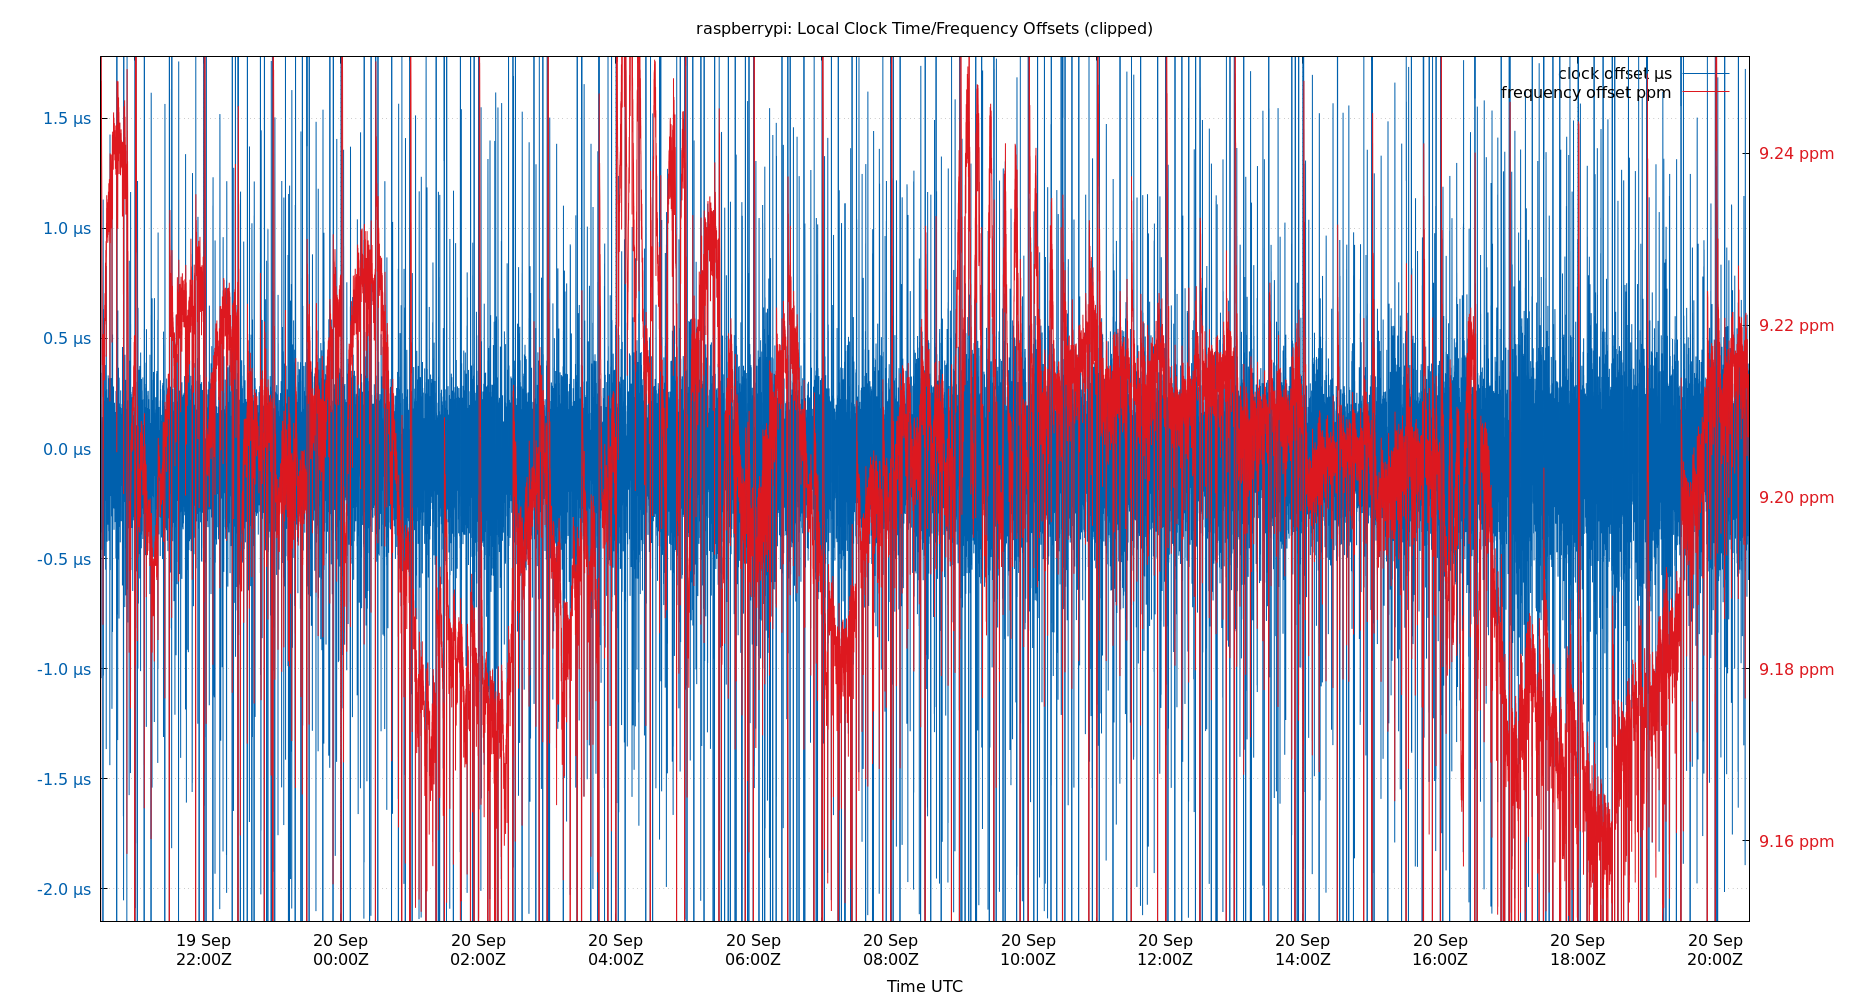 raspberrypi: Local Clock Time/Frequency Offsets (clipped)
clock offset µs
frequency offset ppm
1.5 µs
1.0 µs
0.5 µs
0.0 µs
-0.5 µs
-1.0 µs
-1.5 µs
-2.0 µs
9.24 ppm
9.22 ppm
9.20 ppm
9.18 ppm
9.16 ppm
19 Sep 20 Sep 20 Sep 20 Sep 20 Sep 20 Sep 20 Sep 20 Sep 20 Sep 20 Sep 20 Sep 20 Sep
22:00Z 00:00Z 02:00Z 04:00Z 06:00Z 08:00Z 10:00Z 12:00Z 14:00Z 16:00Z 18:00Z 20:00Z
Time UTC